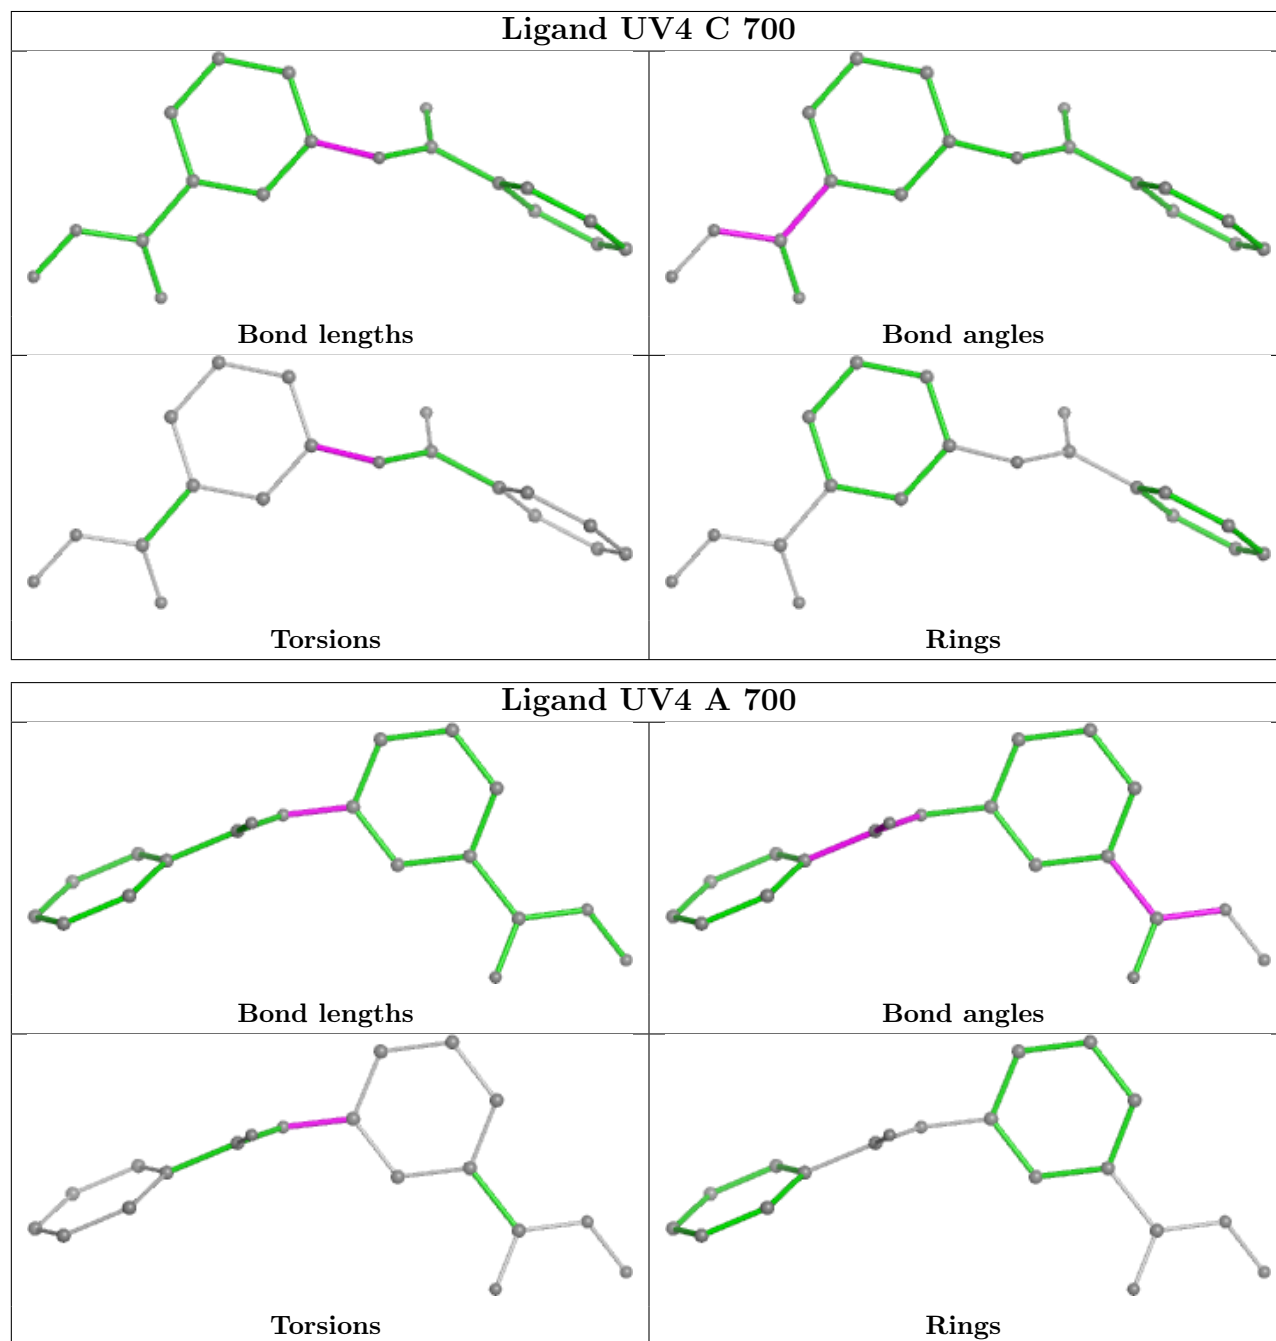 Ligand UV4 C 700
Bond lengths
Bond angles
Torsions
Rings
Ligand UV4 A 700
Bond lengths
Bond angles
Torsions
Rings